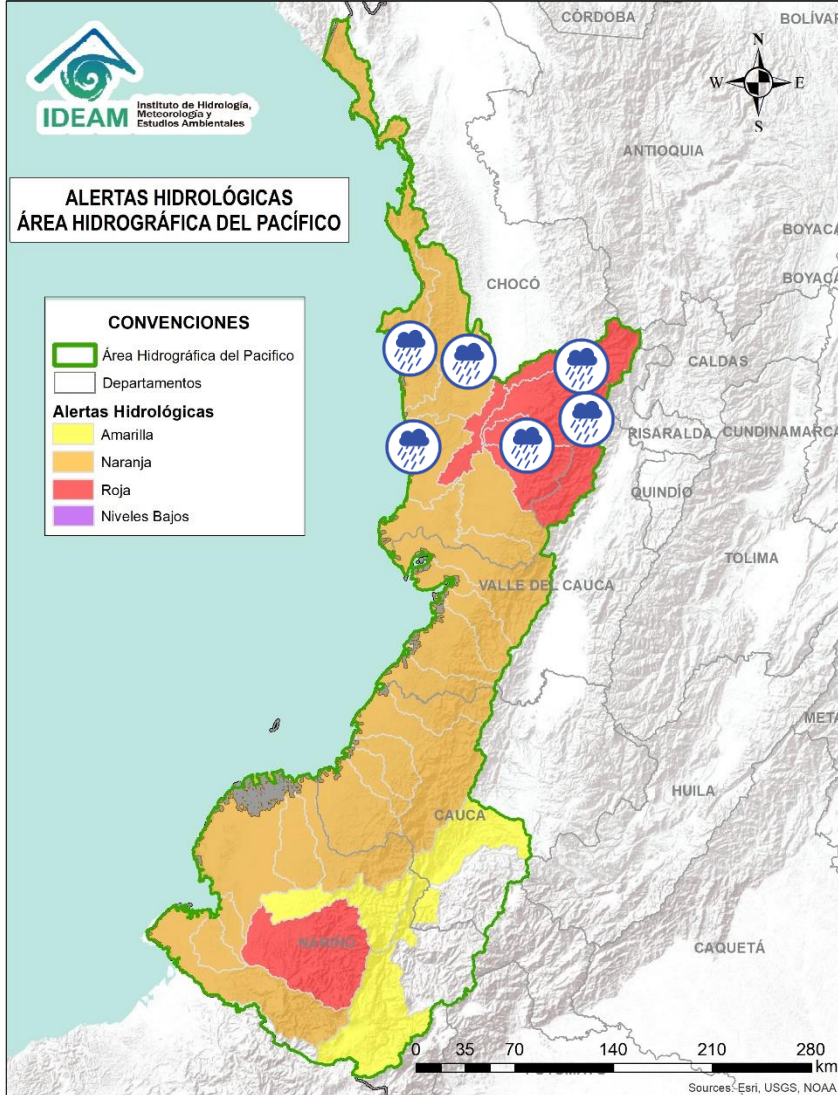 CÓRDOBA
BOLÍVAR
N
W
E
S
IDEAM
Instituto de Hidrología,
Meteorología y
Estudios Ambientales
ANTIOQUIA
ALERTAS HIDROLÓGICAS
ÁREA HIDROGRÁFICA DEL PACÍFICO
BOYACÁ
BOYACÁ
CHOCÓ
CONVENCIONES
Área Hidrográfica del Pacifico
Departamentos
Alertas Hidrológicas
Amarilla
Naranja
Roja
Niveles Bajos
CALDAS
RISARALDA
CUNDINAMARCA
QUINDÍO
TOLIMA
VALLE DEL CAUCA
META
HUILA
CAUCA
NARIÑO
CAQUETÁ
0 35 70 140 210 280
km
Sources: Esri, USGS, NOAA